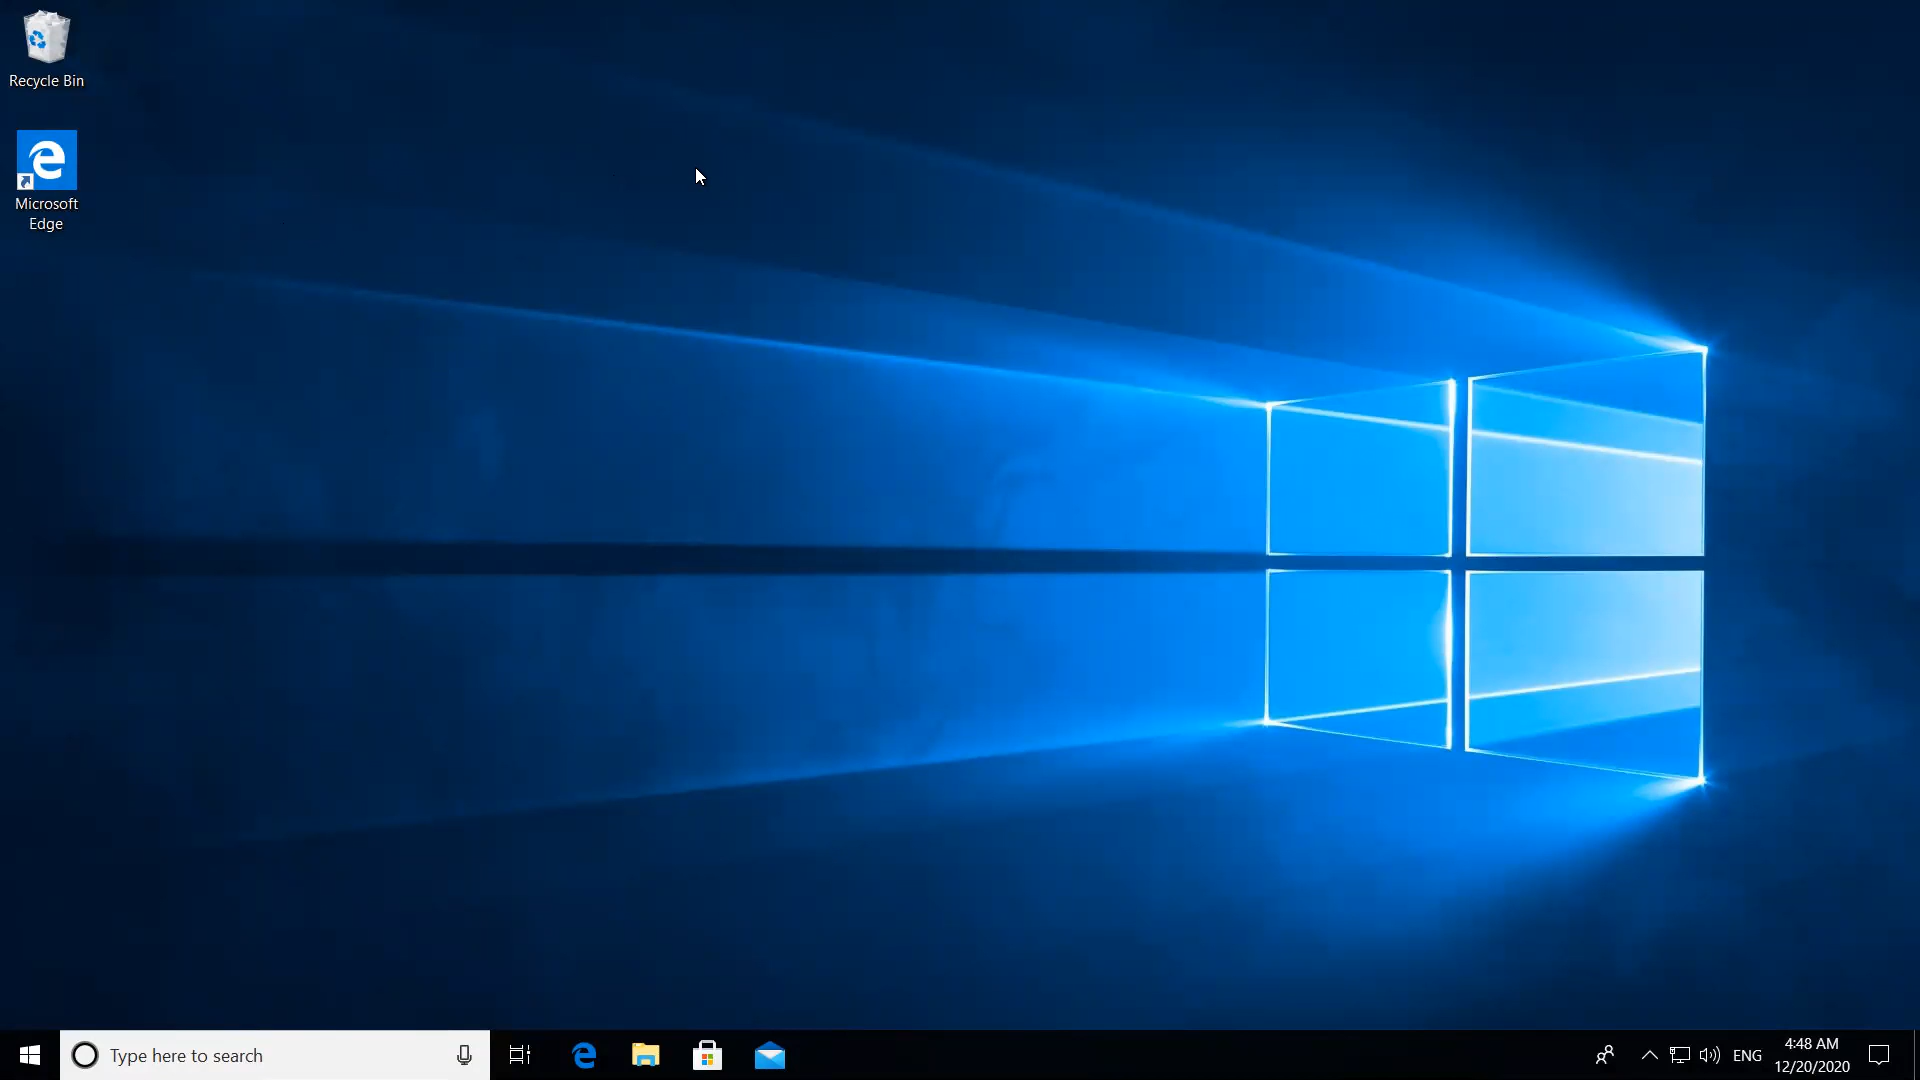 Recycle Bin
Microsoft
Edge
Type here to search
ENG
4:48 AM
12/20/2020